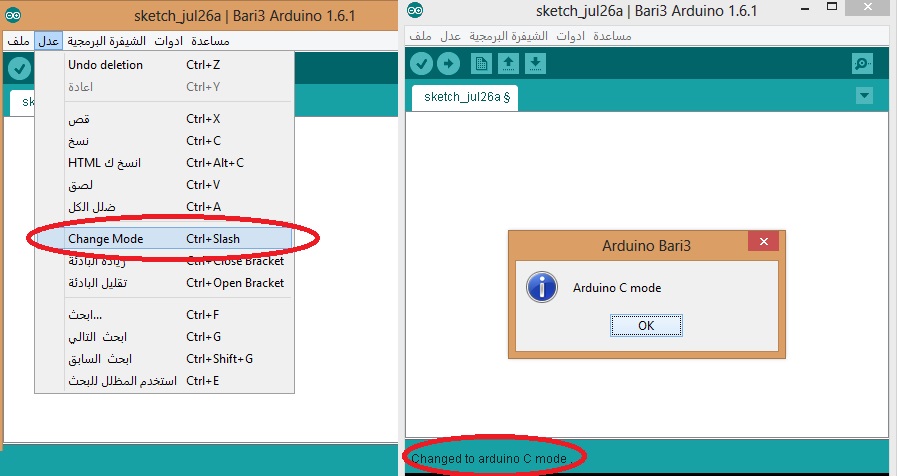 sketch_jul26a | Bari3 Arduino 1.6.1
ملف عدل الشيفرة البرمجية ادوات مساعدة
sk
Undo deletion Ctrl+Z
اعادة Ctrl+Y
قص Ctrl+X
نسخ Ctrl+C
انسخ ك HTML Ctrl+Alt+C
لصق Ctrl+V
ضلل الكل Ctrl+A
Change Mode Ctrl+Slash
زيادة البادئة Ctrl+Close Bracket
تقليل البادئة Ctrl+Open Bracket
ابحث... Ctrl+F
ابحث التالي Ctrl+G
ابحث السابق Ctrl+Shift+G
استخدم المظلل للبحث Ctrl+E
sketch_jul26a | Bari3 Arduino 1.6.1
ملف عدل الشيفرة البرمجية ادوات مساعدة
sketch_jul26a §
Arduino Bari3
Arduino C mode
OK
Changed to arduino C mode .